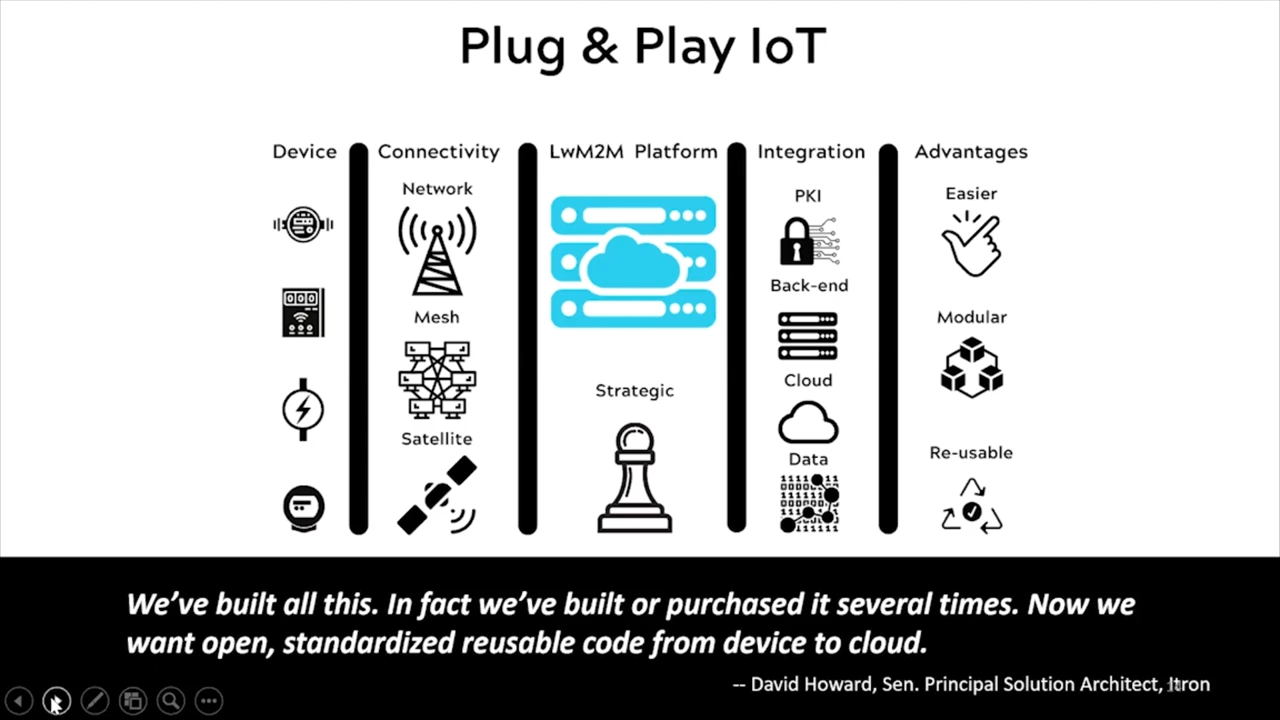 Plug & Play IoT
Device
Connectivity
LwM2M Platform
Integration
Advantages
Network
Mesh
Satellite
Strategic
PKI
Back-end
Cloud
Data
Easier
Modular
Re-usable
We've built all this. In fact we've built or purchased it several times. Now we
want open, standardized reusable code from device to cloud.
-- David Howard, Sen. Principal Solution Architect, Itron